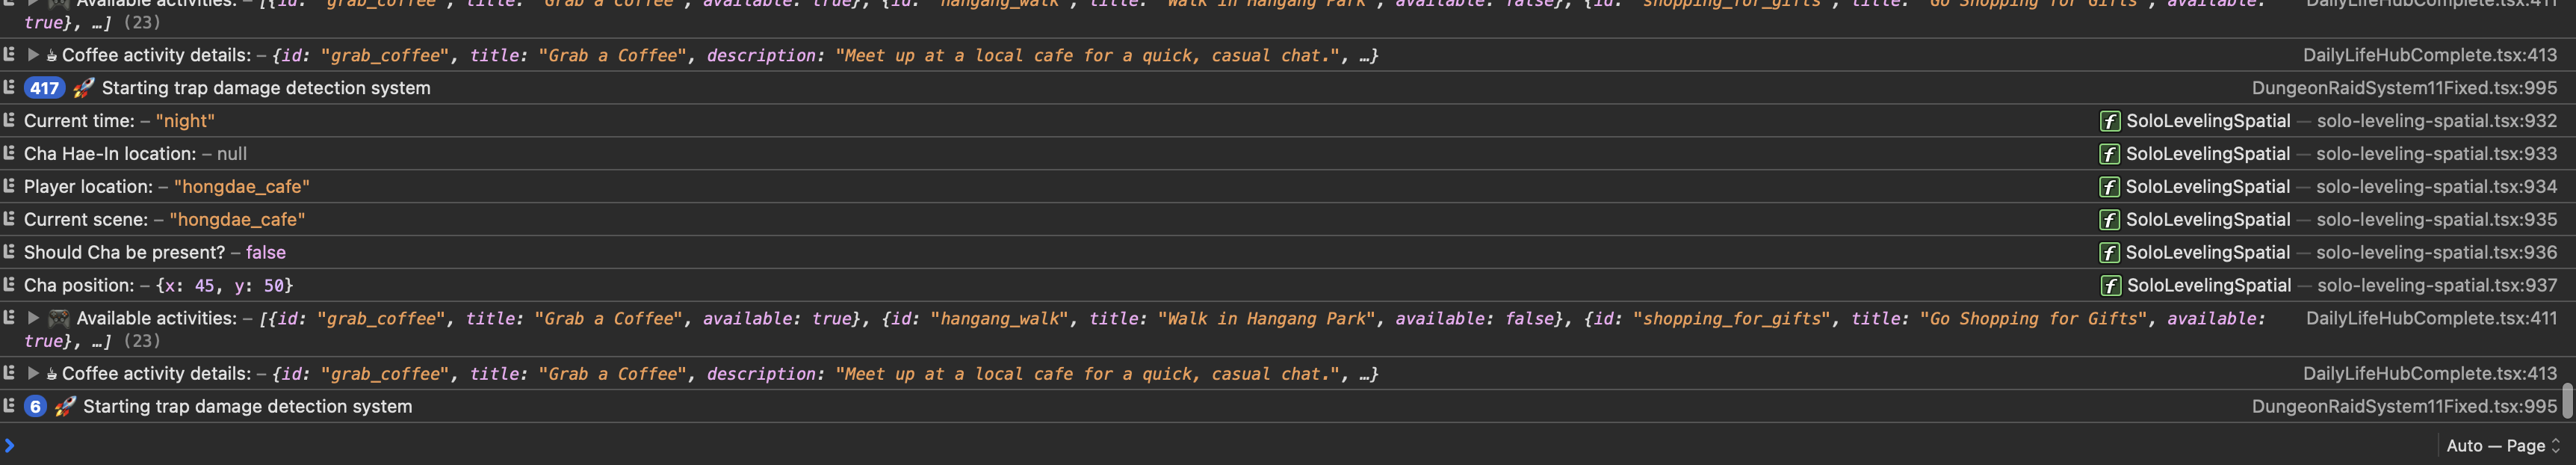 Available activities: – [{id: "grab_coffee", title: "Grab a Coffee", available: true}, {id: "hangang_walk", title: "Walk in Hangang Park", available: false}, {id: "shopping_for_gifts", title: "Go Shopping for Gifts", available: DailyLifeHubComplete.tsx:411
true}, …] (23)
▶ ☕ Coffee activity details: – {id: "grab_coffee", title: "Grab a Coffee", description: "Meet up at a local cafe for a quick, casual chat.", …} DailyLifeHubComplete.tsx:413
417 🚀 Starting trap damage detection system DungeonRaidSystem11Fixed.tsx:995
Current time: – "night" f SoloLevelingSpatial — solo-leveling-spatial.tsx:932
Cha Hae-In location: – null f SoloLevelingSpatial — solo-leveling-spatial.tsx:933
Player location: – "hongdae_cafe" f SoloLevelingSpatial — solo-leveling-spatial.tsx:934
Current scene: – "hongdae_cafe" f SoloLevelingSpatial — solo-leveling-spatial.tsx:935
Should Cha be present? – false f SoloLevelingSpatial — solo-leveling-spatial.tsx:936
Cha position: – {x: 45, y: 50} f SoloLevelingSpatial — solo-leveling-spatial.tsx:937
▶ 🎮 Available activities: – [{id: "grab_coffee", title: "Grab a Coffee", available: true}, {id: "hangang_walk", title: "Walk in Hangang Park", available: false}, {id: "shopping_for_gifts", title: "Go Shopping for Gifts", available: DailyLifeHubComplete.tsx:411
true}, …] (23)
▶ ☕ Coffee activity details: – {id: "grab_coffee", title: "Grab a Coffee", description: "Meet up at a local cafe for a quick, casual chat.", …} DailyLifeHubComplete.tsx:413
6 🚀 Starting trap damage detection system DungeonRaidSystem11Fixed.tsx:995
Auto — Page